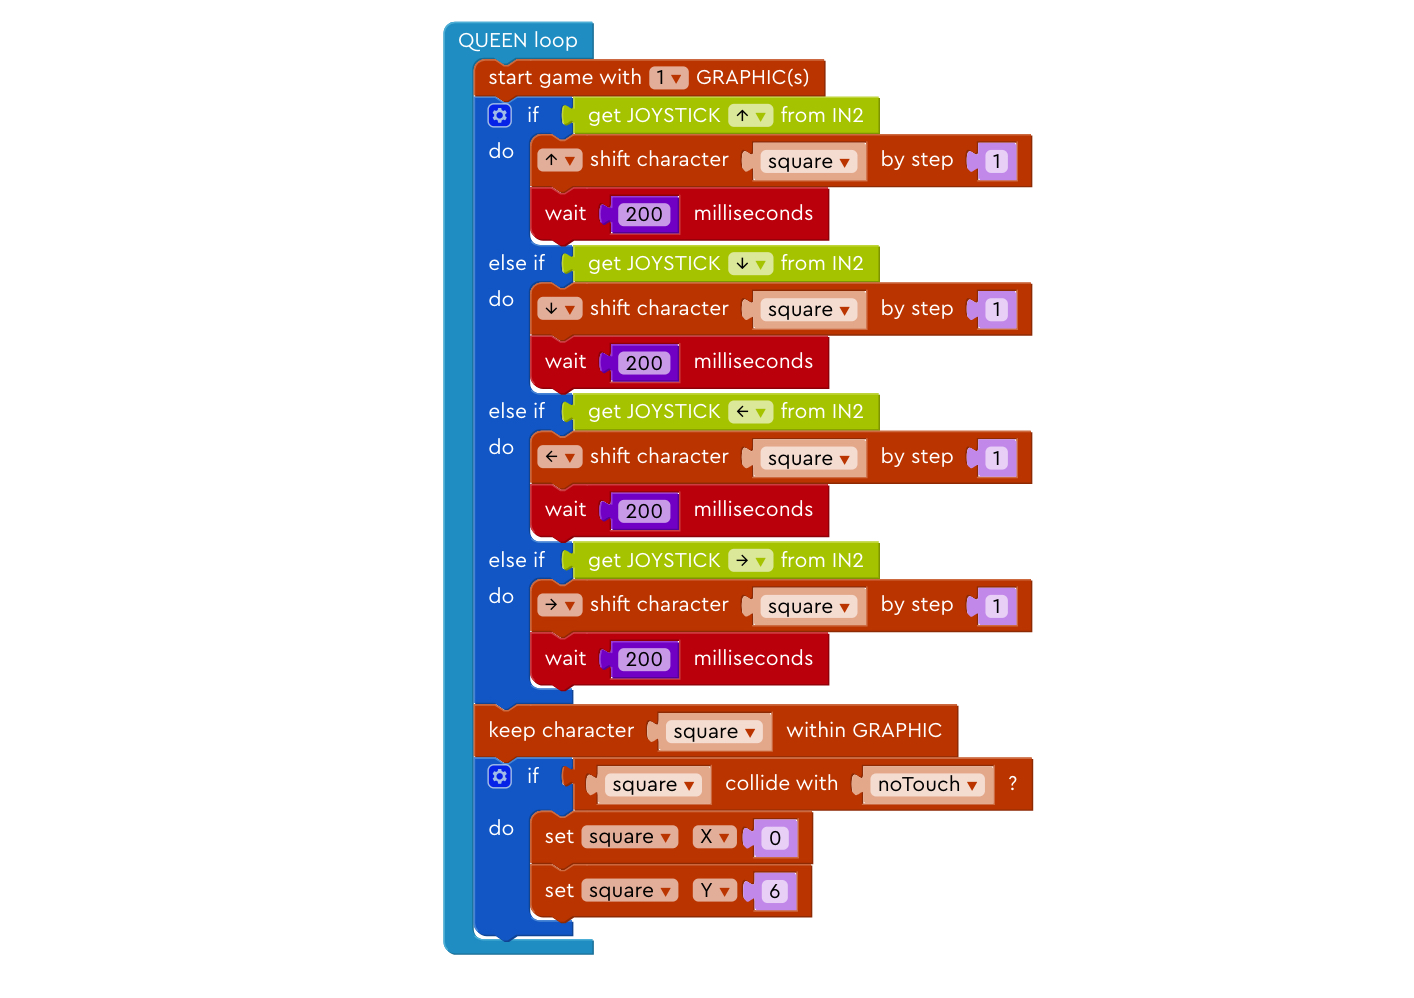 QUEEN loop
start game with 1 ▾ GRAPHIC(s)
if get JOYSTICK ↑ ▾ from IN2
do ↑ ▾ shift character square ▾ by step 1
wait 200 milliseconds
else if get JOYSTICK ↓ ▾ from IN2
do ↓ ▾ shift character square ▾ by step 1
wait 200 milliseconds
else if get JOYSTICK ← ▾ from IN2
do ← ▾ shift character square ▾ by step 1
wait 200 milliseconds
else if get JOYSTICK → ▾ from IN2
do → ▾ shift character square ▾ by step 1
wait 200 milliseconds
keep character square ▾ within GRAPHIC
if square ▾ collide with noTouch ▾ ?
do set square ▾ X ▾ 0
set square ▾ Y ▾ 6